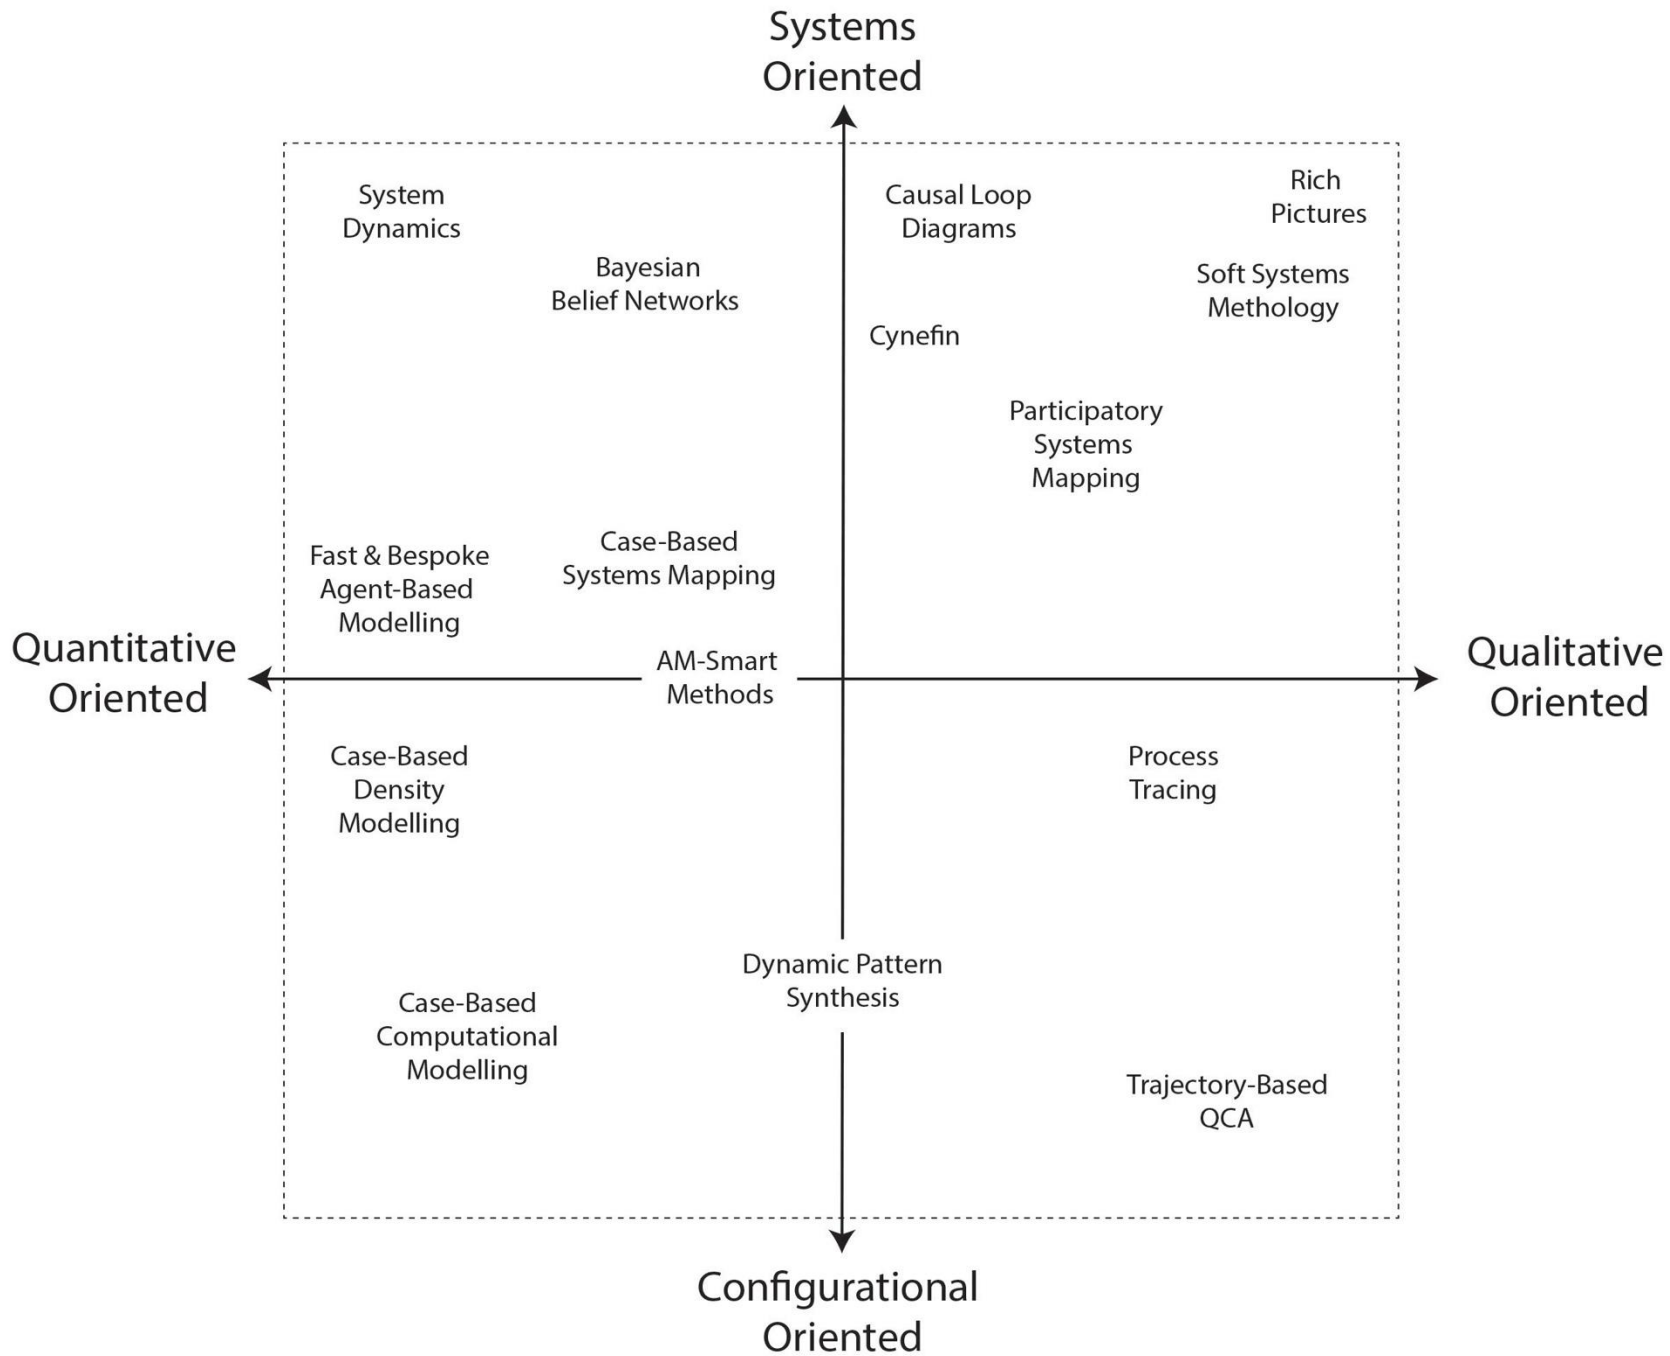 Systems
Oriented
System
Dynamics
Causal Loop
Diagrams
Rich
Pictures
Bayesian
Belief Networks
Soft Systems
Methology
Cynefin
Participatory
Systems
Mapping
Fast & Bespoke
Agent-Based
Modelling
Case-Based
Systems Mapping
Quantitative
Oriented
AM-Smart
Methods
Qualitative
Oriented
Case-Based
Density
Modelling
Process
Tracing
Dynamic Pattern
Synthesis
Case-Based
Computational
Modelling
Trajectory-Based
QCA
Configurational
Oriented